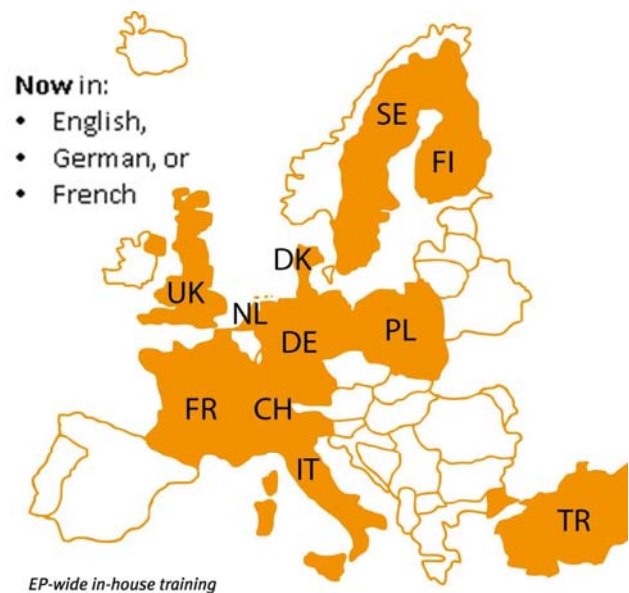 Now in:
• English,
• German, or
• French
SE
FI
DK
UK
NL
DE
PL
FR
CH
IT
TR
EP-wide in-house training